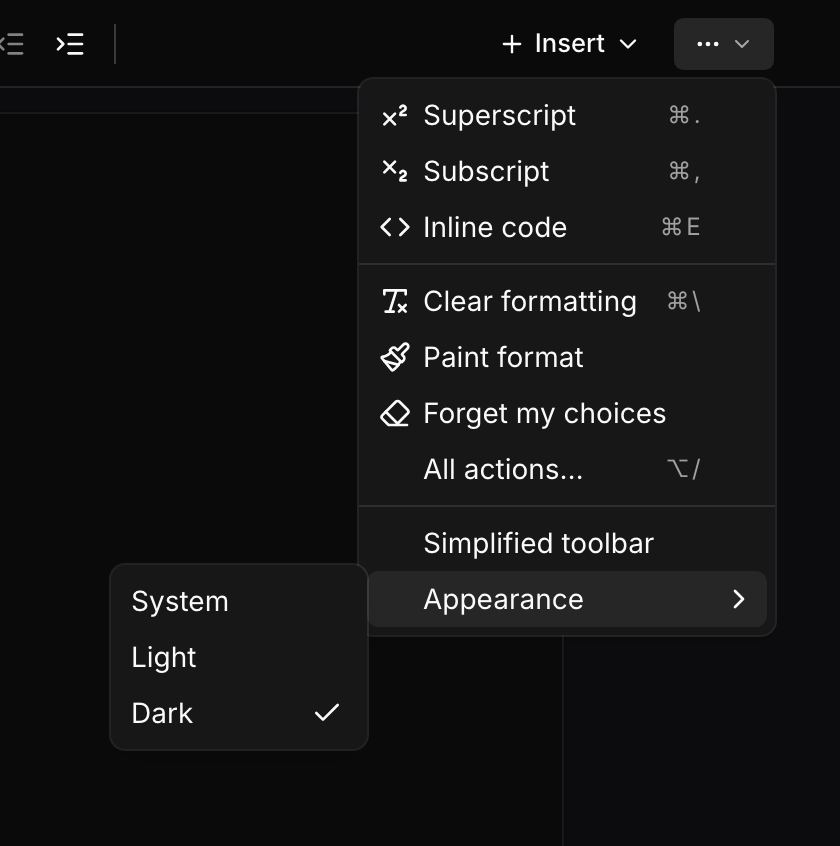 Insert
Superscript ⌘.
Subscript ⌘,
Inline code ⌘E
Clear formatting ⌘\
Paint format
Forget my choices
All actions... ⌥/
Simplified toolbar
Appearance
System
Light
Dark